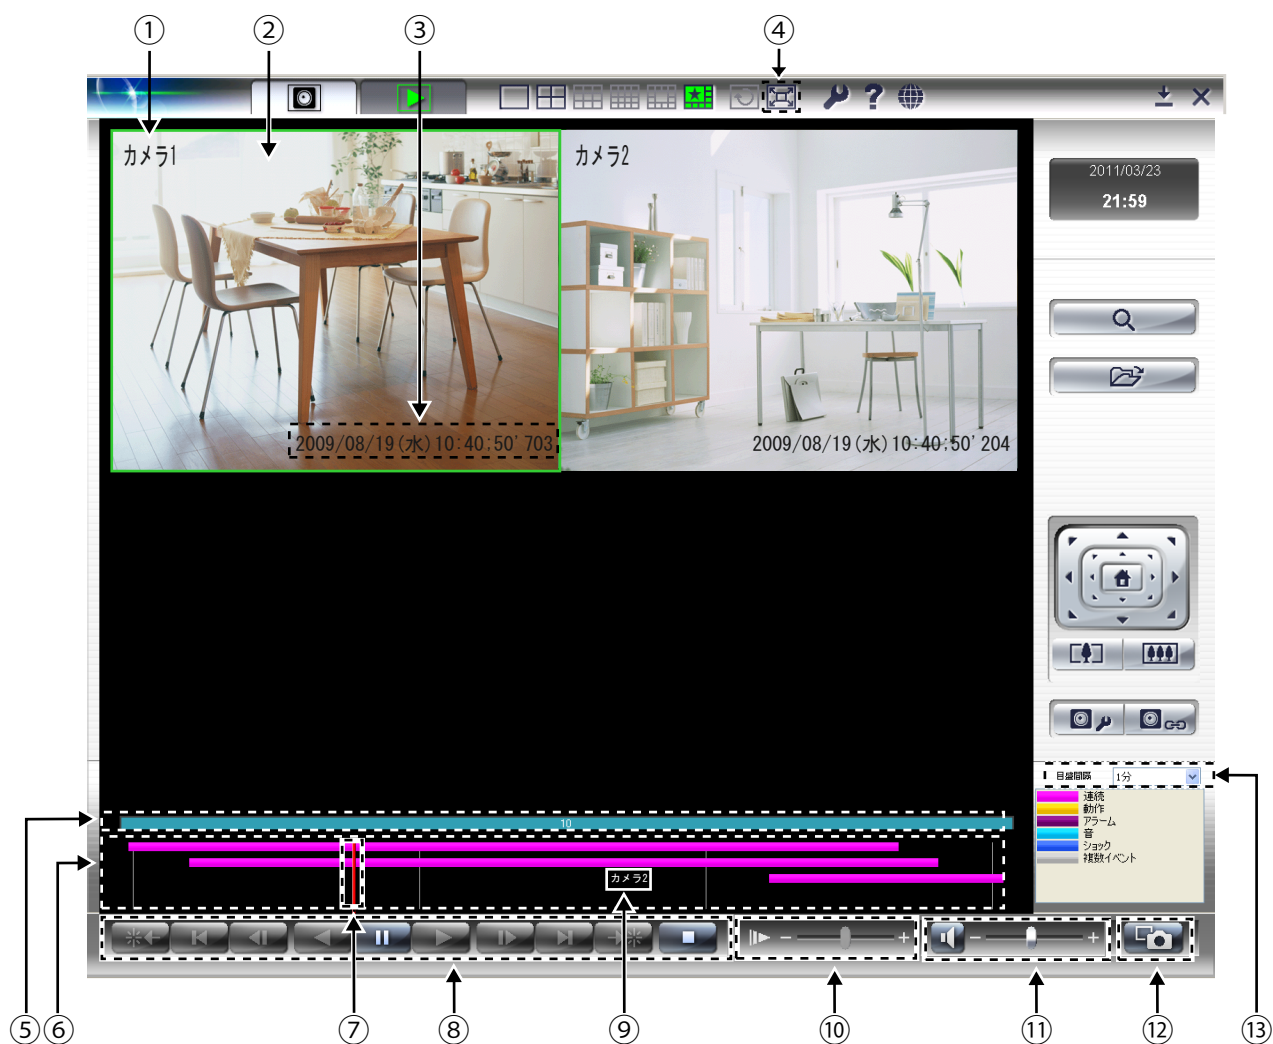 ① ② ③ ④
カメラ1
カメラ2
2011/03/23
21:59
2009/08/19(水)10:40;50'703
2009/08/19(水)10:40;50'204
目盛間隔 1分
連続
動作
アラーム
音
ショック
複数イベント
10
カメラ2
⑤ ⑥ ⑦ ⑧ ⑨ ⑩ ⑪ ⑫ ⑬